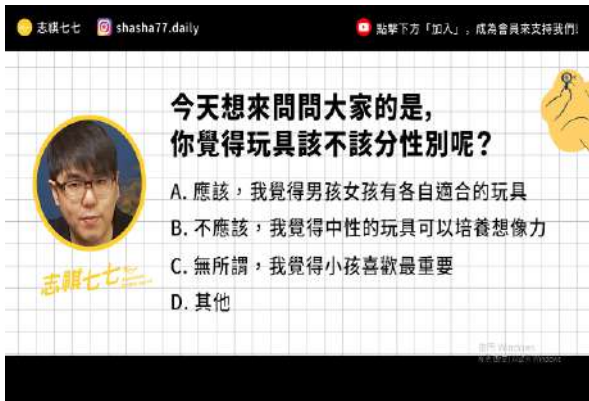 志祺七七 shasha77.daily 點擊下方「加入」，成為會員來支持我們!
今天想來問問大家的是，
你覺得玩具該不該分性別呢？
A. 應該，我覺得男孩女孩有各自適合的玩具
B. 不應該，我覺得中性的玩具可以培養想像力
C. 無所謂，我覺得小孩喜歡最重要
D. 其他
志祺七七
Windows
Windows